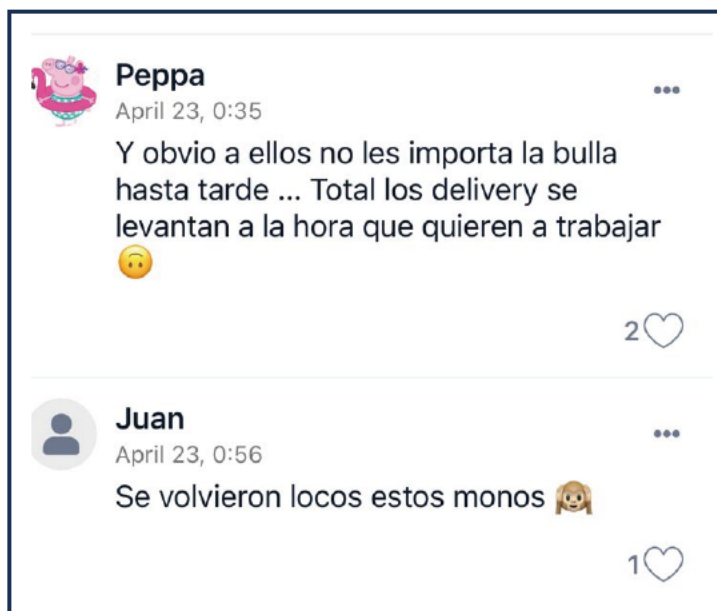 Peppa
April 23, 0:35
Y obvio a ellos no les importa la bulla
hasta tarde ... Total los delivery se
levantan a la hora que quieren a trabajar
🙃
2
Juan
April 23, 0:56
Se volvieron locos estos monos 🙉
1